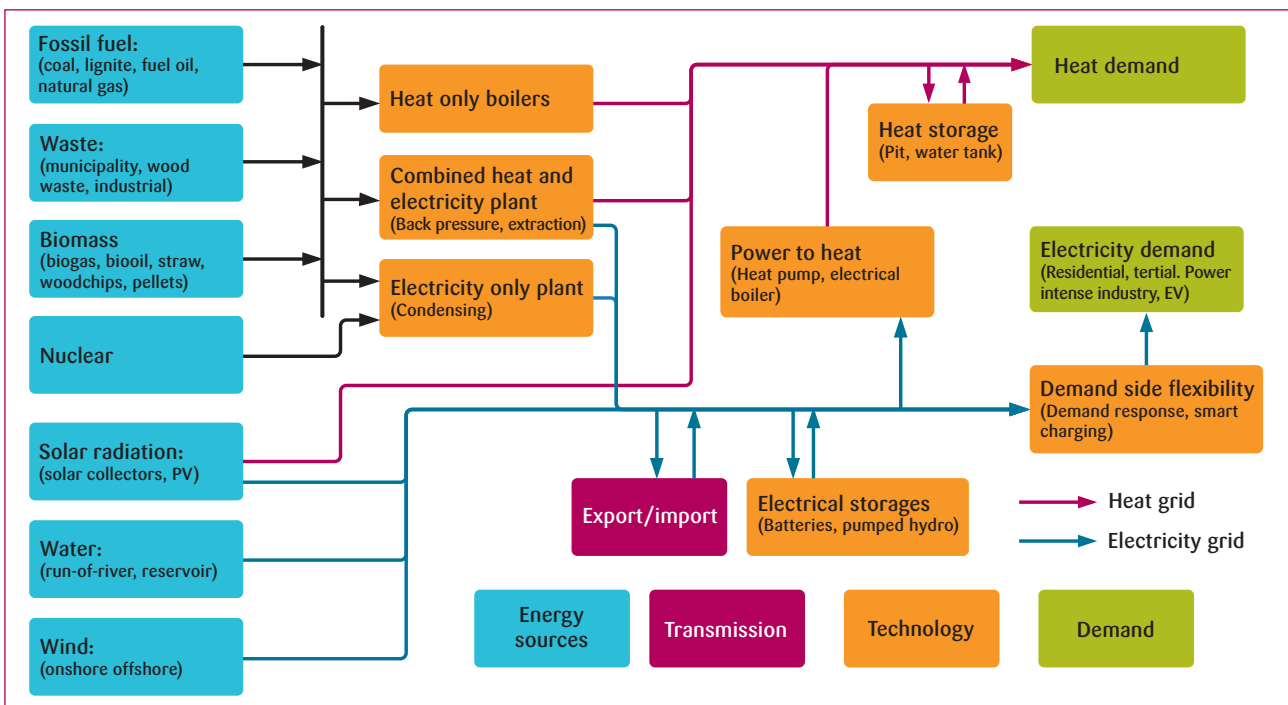 Fossil fuel:
(coal, lignite, fuel oil,
natural gas)
Waste:
(municipality, wood
waste, industrial)
Biomass
(biogas, biooil, straw,
woodchips, pellets)
Nuclear
Solar radiation:
(solar collectors, PV)
Water:
(run-of-river, reservoir)
Wind:
(onshore offshore)
Heat only boilers
Combined heat and
electricity plant
(Back pressure, extraction)
Electricity only plant
(Condensing)
Heat demand
Heat storage
(Pit, water tank)
Power to heat
(Heat pump, electrical
boiler)
Electricity demand
(Residential, tertial. Power
intense industry, EV)
Demand side flexibility
(Demand response, smart
charging)
Export/import
Electrical storages
(Batteries, pumped hydro)
Heat grid
Electricity grid
Energy
sources
Transmission
Technology
Demand